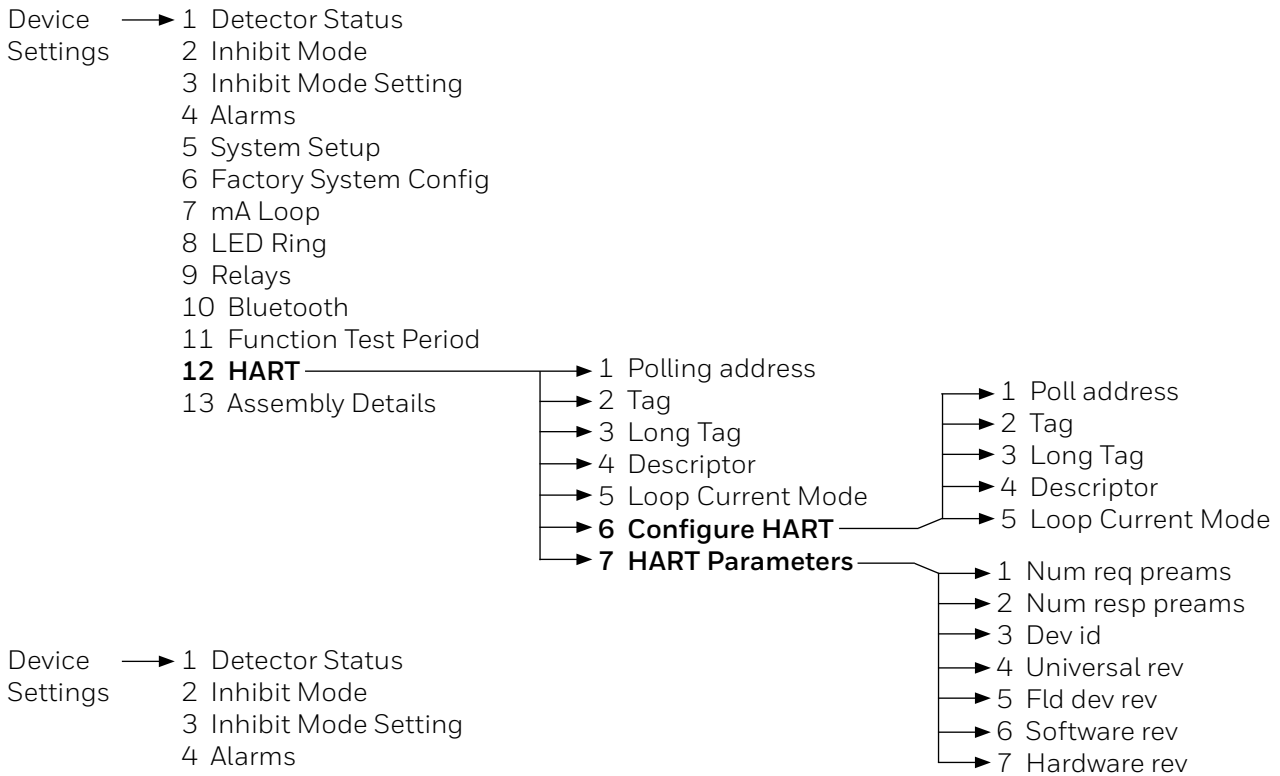 Device
Settings
1 Detector Status
2 Inhibit Mode
3 Inhibit Mode Setting
4 Alarms
5 System Setup
6 Factory System Config
7 mA Loop
8 LED Ring
9 Relays
10 Bluetooth
11 Function Test Period
12 HART
13 Assembly Details
1 Polling address
2 Tag
3 Long Tag
4 Descriptor
5 Loop Current Mode
6 Configure HART
7 HART Parameters
1 Poll address
2 Tag
3 Long Tag
4 Descriptor
5 Loop Current Mode
1 Num req preams
2 Num resp preams
3 Dev id
4 Universal rev
5 Fld dev rev
6 Software rev
7 Hardware rev
Device
Settings
1 Detector Status
2 Inhibit Mode
3 Inhibit Mode Setting
4 Alarms